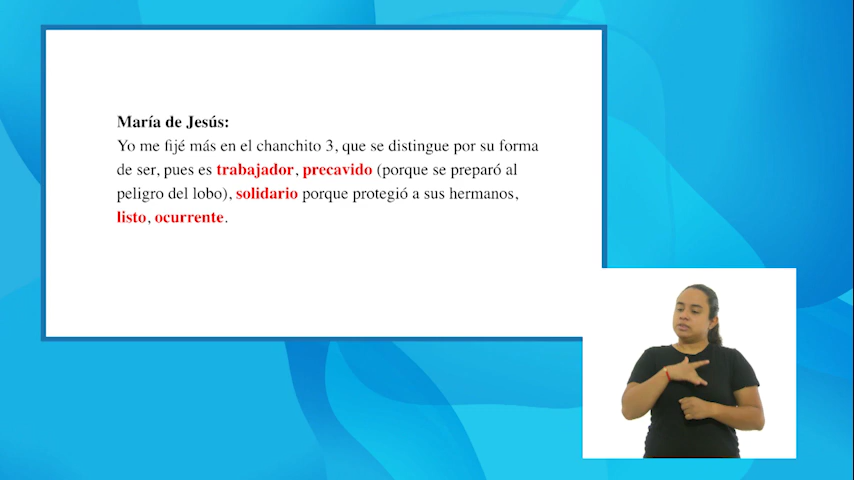 María de Jesús:
Yo me fijé más en el chanchito 3, que se distingue por su forma
de ser, pues es trabajador, precavido (porque se preparó al
peligro del lobo), solidario porque protegió a sus hermanos,
listo, ocurrente.